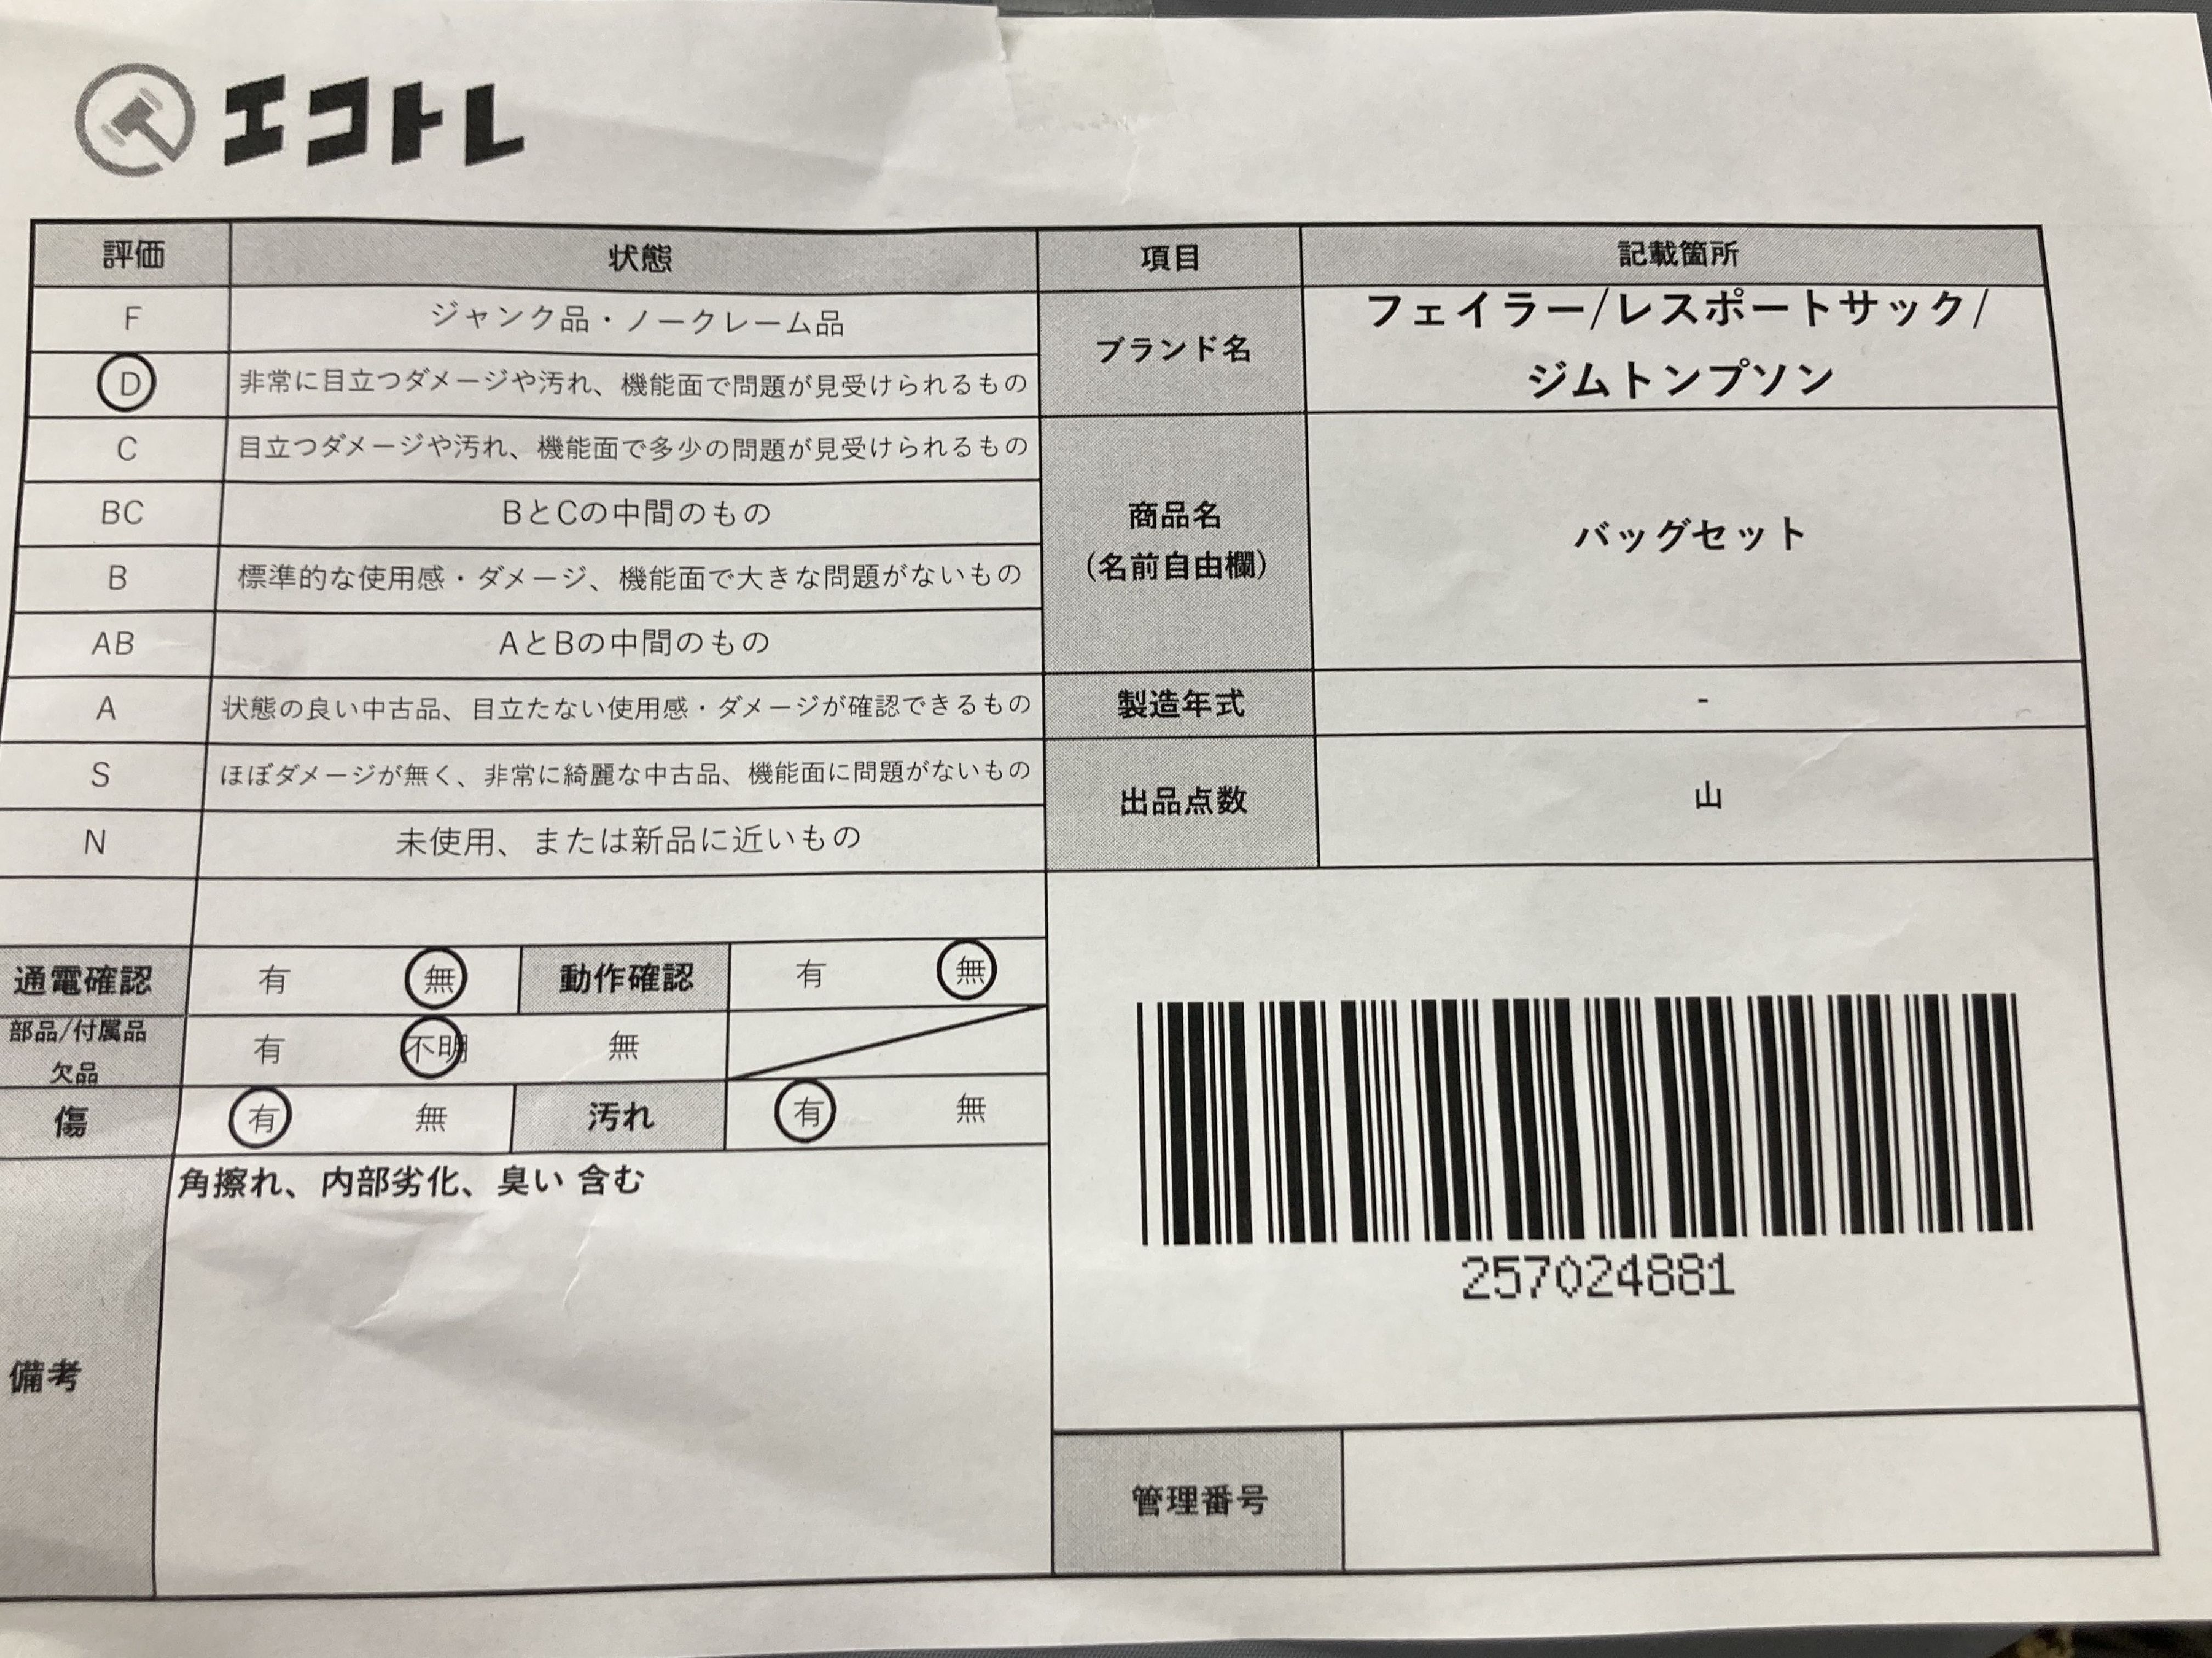 エコトレ
評価 状態 項目 記載箇所
F ジャンク品・ノークレーム品
D 非常に目立つダメージや汚れ、機能面で問題が見受けられるもの
C 目立つダメージや汚れ、機能面で多少の問題が見受けられるもの
BC BとCの中間のもの
B 標準的な使用感・ダメージ、機能面で大きな問題がないもの
AB AとBの中間のもの
A 状態の良い中古品、目立たない使用感・ダメージが確認できるもの
S ほぼダメージが無く、非常に綺麗な中古品、機能面に問題がないもの
N 未使用、または新品に近いもの
ブランド名
フェイラー/レスポートサック/
ジムトンプソン
商品名
(名前自由欄)
バッグセット
製造年式 -
出品点数 山
通電確認 有 無 動作確認 有 無
部品/付属品
欠品
有 不明 無
傷 有 無 汚れ 有 無
備考
角擦れ、内部劣化、臭い 含む
257024881
管理番号